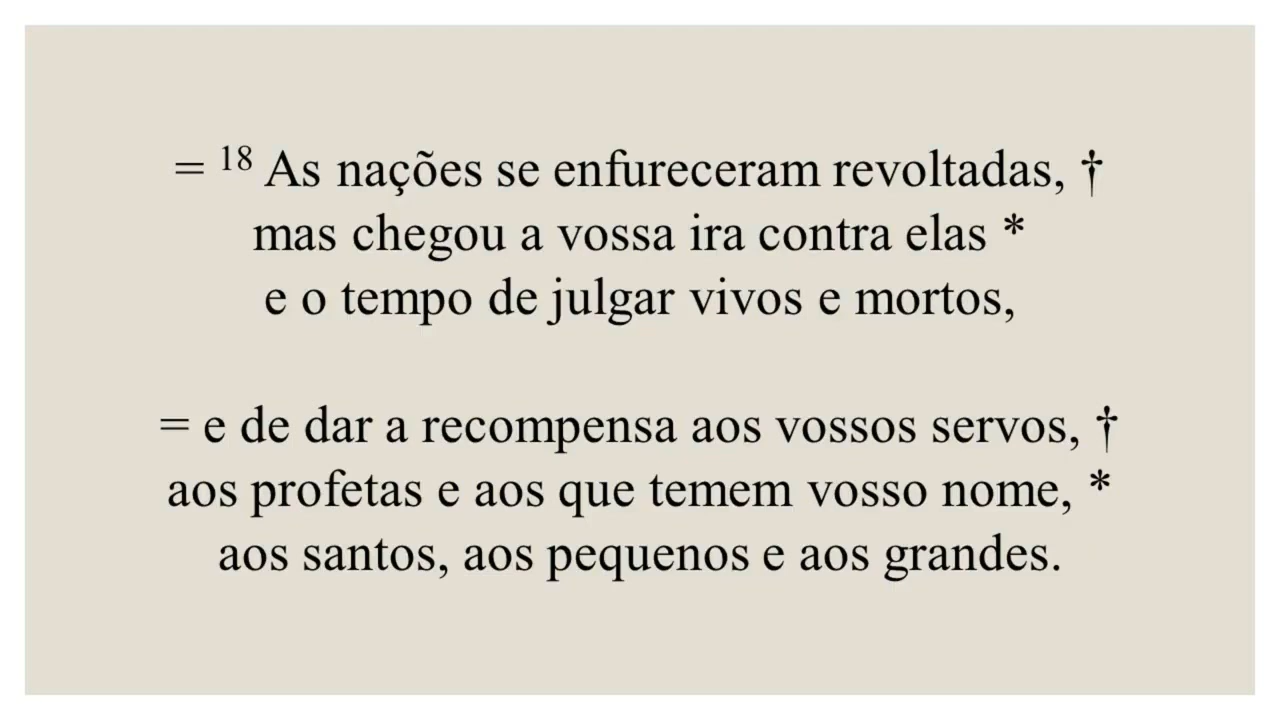 = 18 As nações se enfureceram revoltadas, †
mas chegou a vossa ira contra elas *
e o tempo de julgar vivos e mortos,
= e de dar a recompensa aos vossos servos, †
aos profetas e aos que temem vosso nome, *
aos santos, aos pequenos e aos grandes.